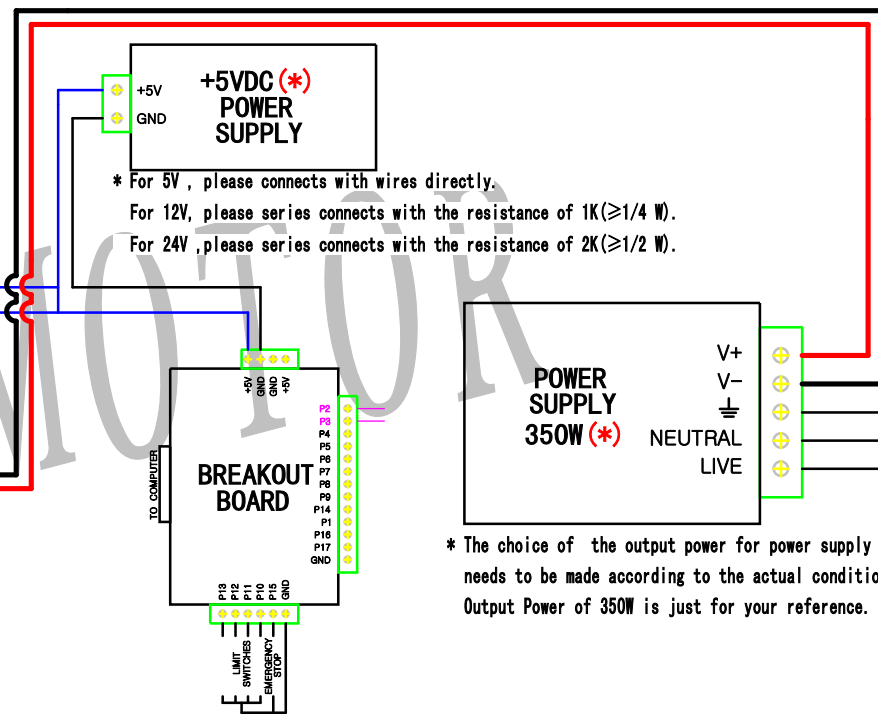 +5VDC(*)
POWER
SUPPLY
+5V
GND
* For 5V , please connects with wires directly.
For 12V, please series connects with the resistance of 1K(≥1/4 W).
For 24V ,please series connects with the resistance of 2K(≥1/2 W).
MOTOR
+5V
GND
GND
+5V
POWER
SUPPLY
350W(*)
V+
V-
NEUTRAL
LIVE
TO COMPUTER
BREAKOUT
BOARD
P2
P3
P4
P5
P6
P7
P8
P9
P14
P1
P16
P17
GND
P13
P12
P11
P10
P15
GND
LIMIT
SWITCHES
EMERGENCY
STOP
* The choice of the output power for power supply
needs to be made according to the actual conditio
Output Power of 350W is just for your reference.